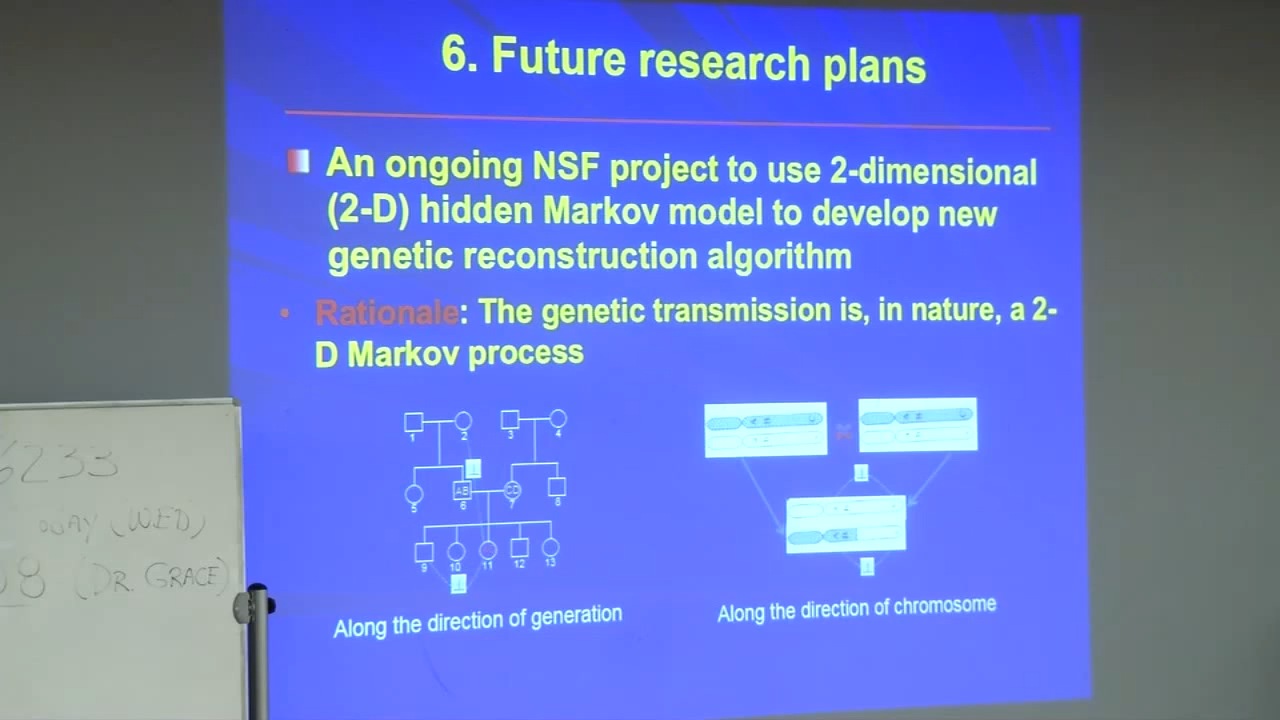 6. Future research plans
An ongoing NSF project to use 2-dimensional
(2-D) hidden Markov model to develop new
genetic reconstruction algorithm
• Rationale: The genetic transmission is, in nature, a 2-
D Markov process
1 2 3 4
5 AB 6 7 8
9 10 11 12 13
Along the direction of generation
Along the direction of chromosome
6233
(WED)
8 (DR. GRACE)